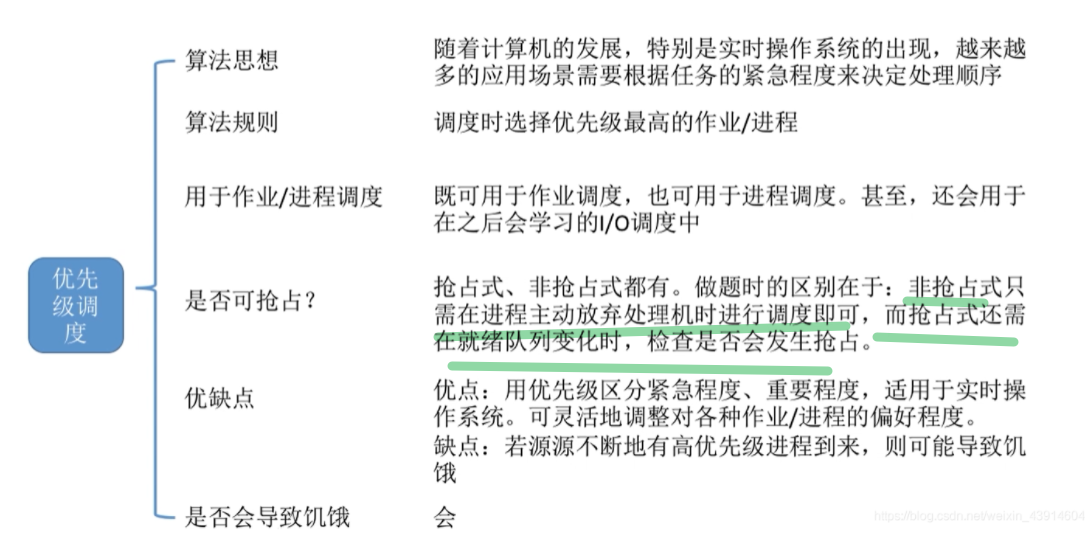 优先
级调
度
算法思想
随着计算机的发展，特别是实时操作系统的出现，越来越
多的应用场景需要根据任务的紧急程度来决定处理顺序
算法规则
调度时选择优先级最高的作业/进程
用于作业/进程调度
既可用于作业调度，也可用于进程调度。甚至，还会用于
在之后会学习的I/O调度中
是否可抢占？
抢占式、非抢占式都有。做题时的区别在于：非抢占式只
需在进程主动放弃处理机时进行调度即可，而抢占式还需
在就绪队列变化时，检查是否会发生抢占。
优缺点
优点：用优先级区分紧急程度、重要程度，适用于实时操
作系统。可灵活地调整对各种作业/进程的偏好程度。
缺点：若源源不断地有高优先级进程到来，则可能导致饥
饿
是否会导致饥饿
会
https://blog.csdn.net/weixin_43914604